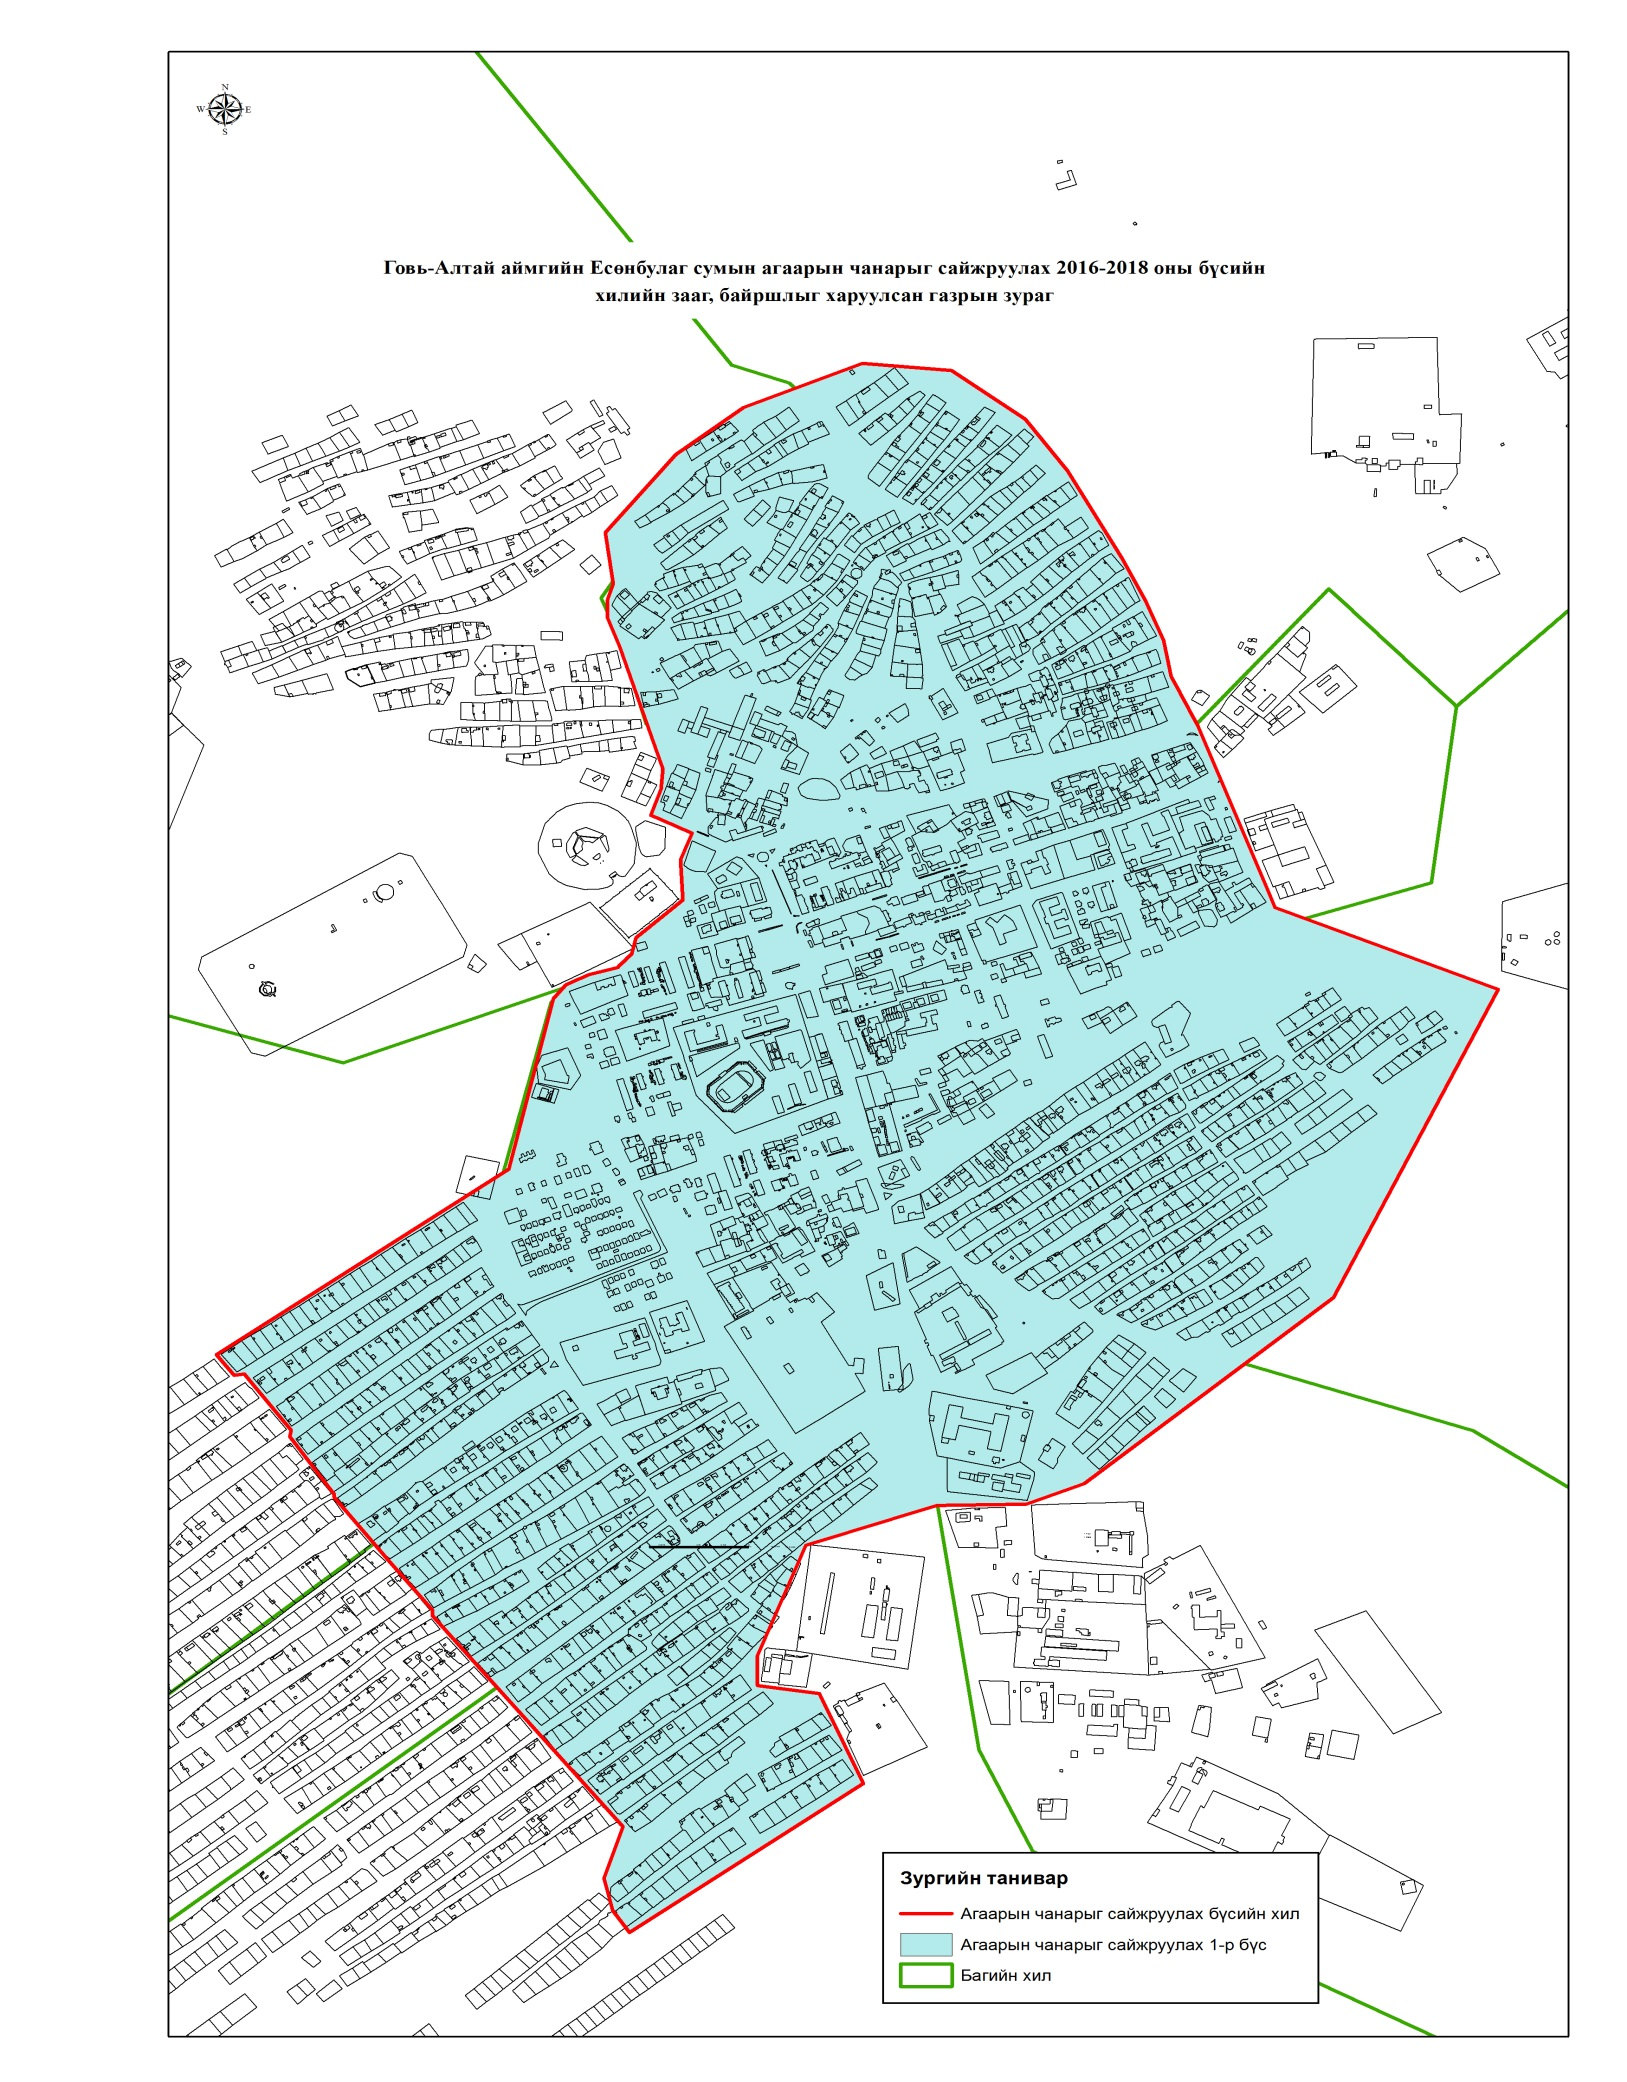 N
W E
S
Говь-Алтай аймгийн Есөнбулаг сумын агаарын чанарыг сайжруулах 2016-2018 оны бүсийн
хилийн зааг, байршлыг харуулсан газрын зураг
Зургийн танивар
Агаарын чанарыг сайжруулах бүсийн хил
Агаарын чанарыг сайжруулах 1-р бүс
Багийн хил